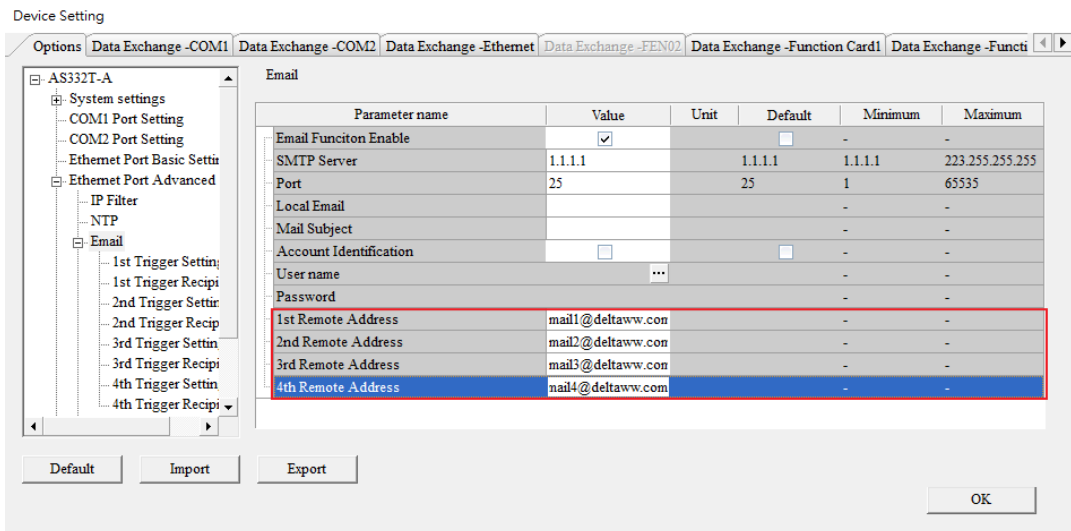 Device Setting
Options Data Exchange -COM1 Data Exchange -COM2 Data Exchange -Ethernet Data Exchange -FEN02 Data Exchange -Function Card1 Data Exchange -Functi
AS332T-A
System settings
COM1 Port Setting
COM2 Port Setting
Ethernet Port Basic Settin
Ethernet Port Advanced
IP Filter
NTP
Email
1st Trigger Setting
1st Trigger Recipi
2nd Trigger Settin
2nd Trigger Recip
3rd Trigger Settin
3rd Trigger Recipi
4th Trigger Settin
4th Trigger Recipi
Email
Parameter name Value Unit Default Minimum Maximum
Email Funciton Enable - -
SMTP Server 1.1.1.1 1.1.1.1 1.1.1.1 223.255.255.255
Port 25 25 1 65535
Local Email - -
Mail Subject - -
Account Identification - -
User name ... - -
Password - -
1st Remote Address mail1@deltaww.com - -
2nd Remote Address mail2@deltaww.com - -
3rd Remote Address mail3@deltaww.com - -
4th Remote Address mail4@deltaww.com - -
Default Import Export
OK